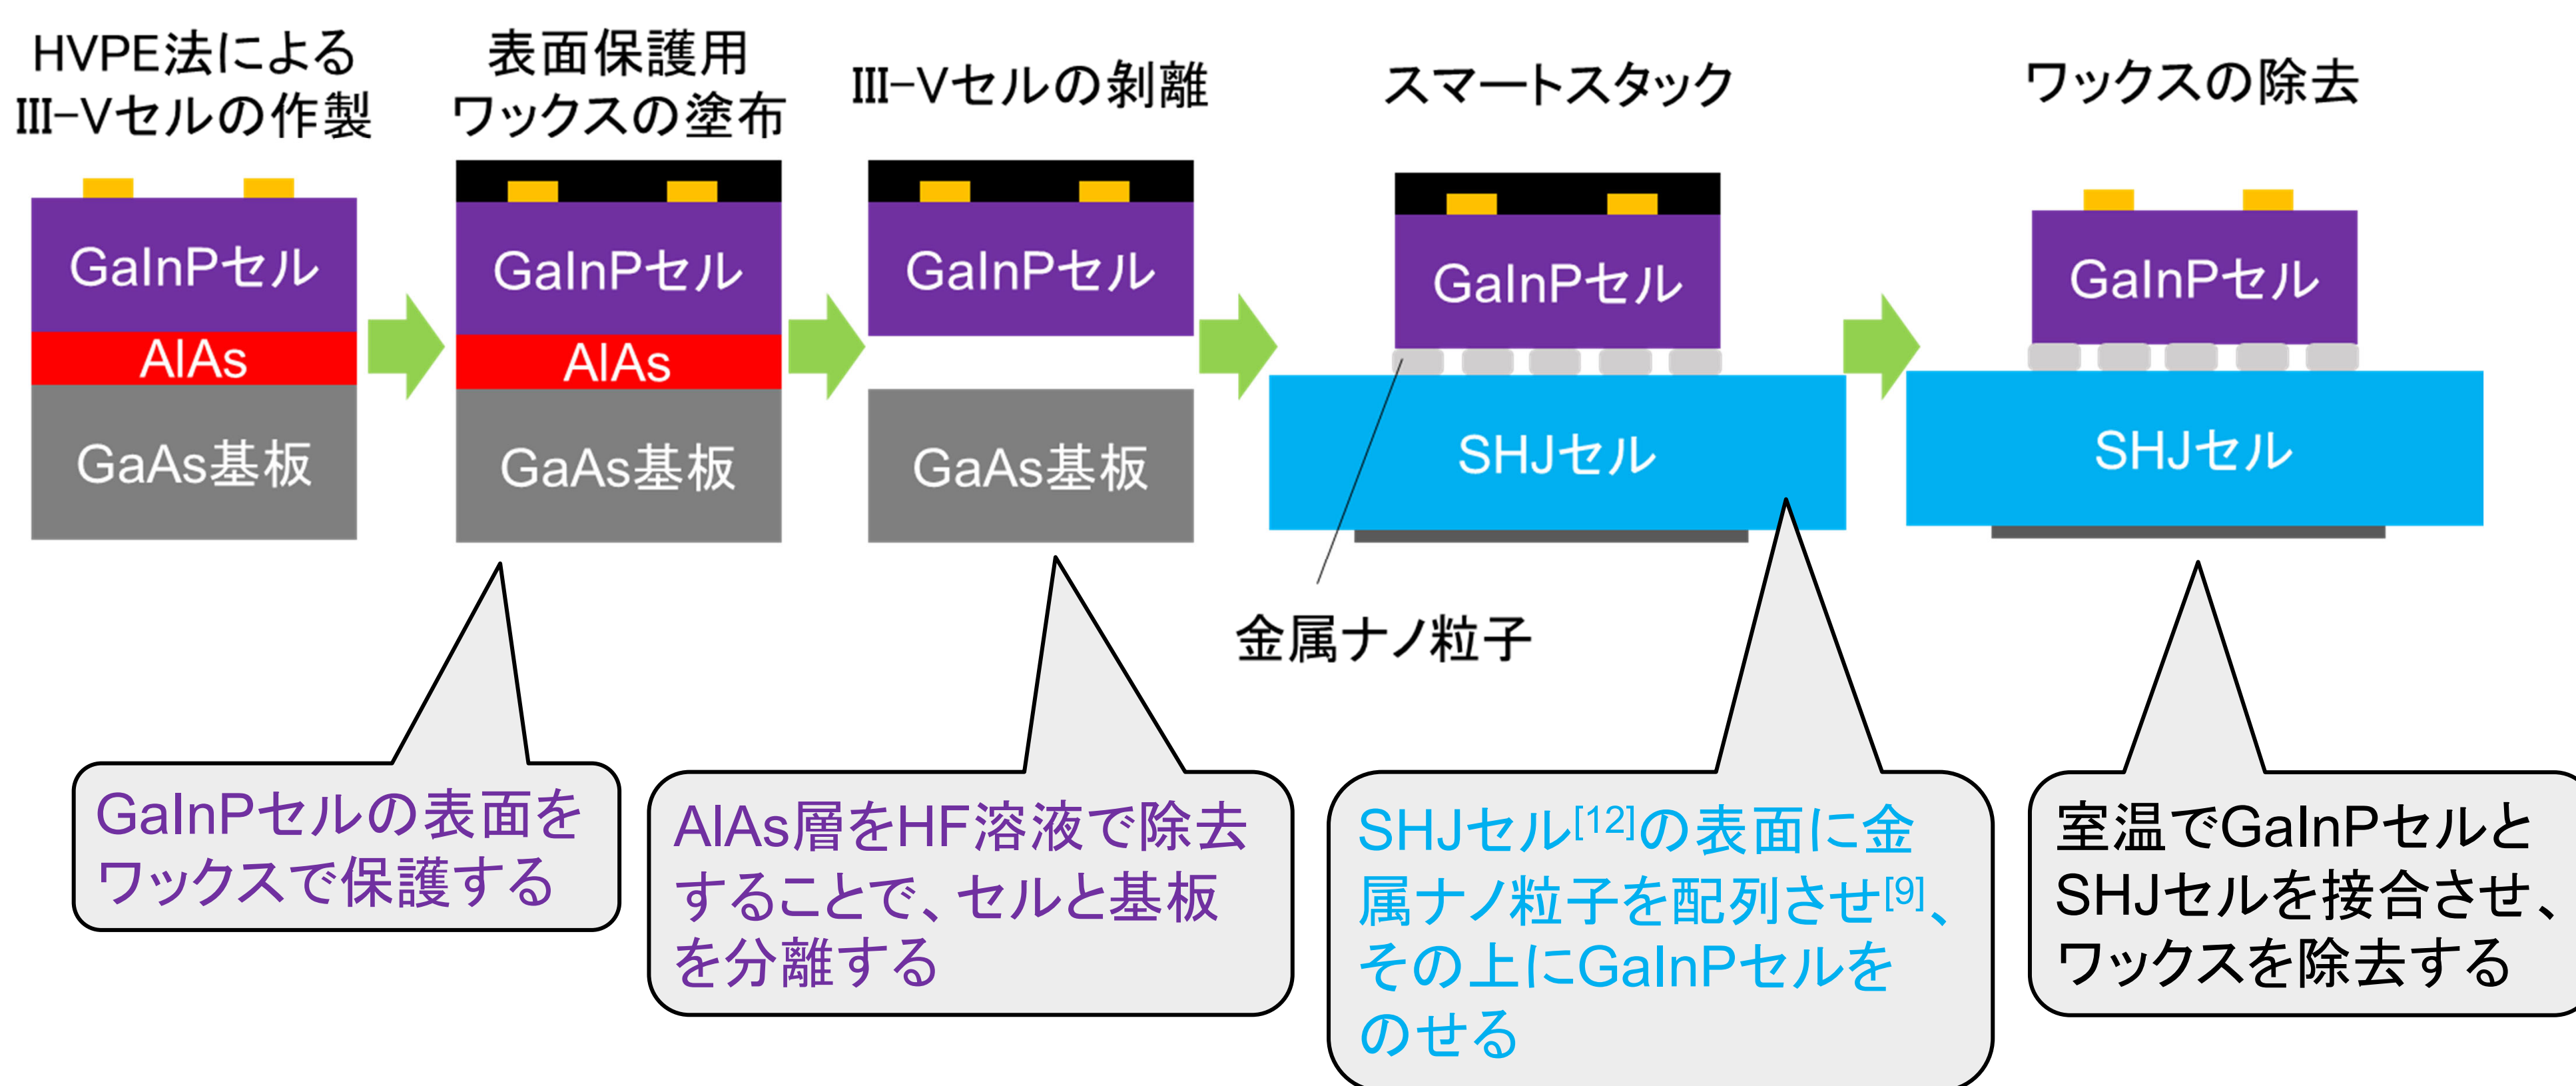 HVPE法による
III-Vセルの作製
表面保護用
ワックスの塗布
III-Vセルの剝離
スマートスタック
ワックスの除去
GaInPセル
AlAs
GaAs基板
GaInPセル
AlAs
GaAs基板
GaInPセル
GaAs基板
GaInPセル
SHJセル
金属ナノ粒子
GaInPセル
SHJセル
GaInPセルの表面を
ワックスで保護する
AlAs層をHF溶液で除去
することで、セルと基板
を分離する
SHJセル[12]の表面に金
属ナノ粒子を配列させ[9]、
その上にGaInPセルを
のせる
室温でGaInPセルと
SHJセルを接合させ、
ワックスを除去する